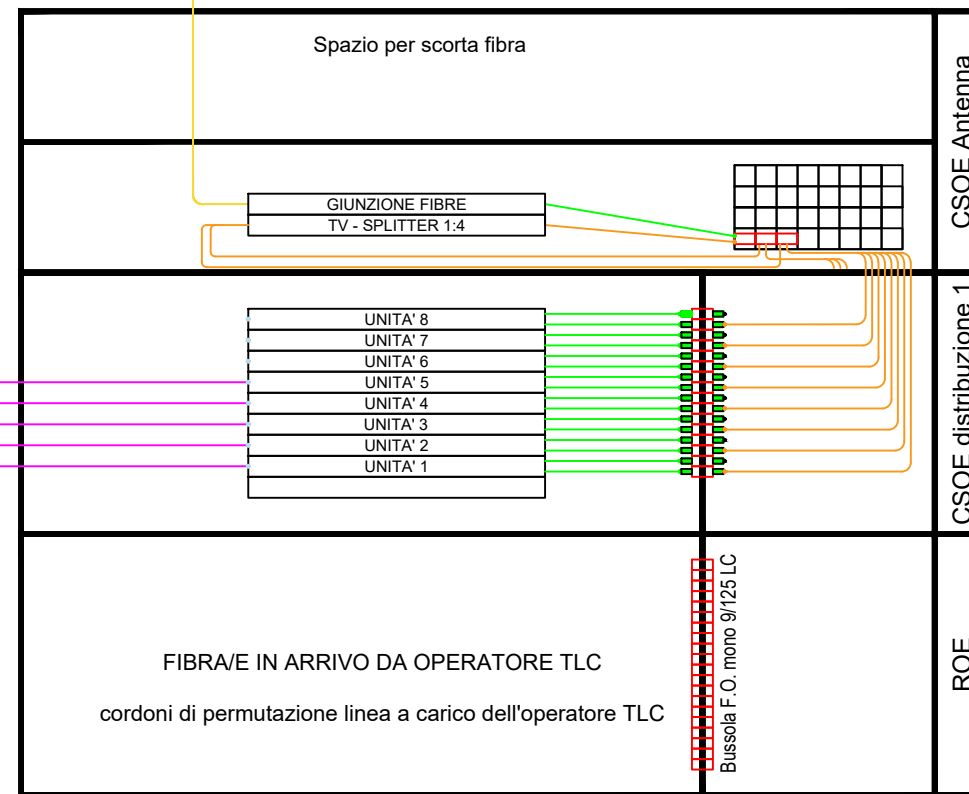 Spazio per scorta fibra
CSOE Antenna
GIUNZIONE FIBRE
TV - SPLITTER 1:4
CSOE distribuzione 1
UNITA' 8
UNITA' 7
UNITA' 6
UNITA' 5
UNITA' 4
UNITA' 3
UNITA' 2
UNITA' 1
Bussola F.O. mono 9/125 LC
ROE
FIBRA/E IN ARRIVO DA OPERATORE TLC
cordoni di permutazione linea a carico dell'operatore TLC